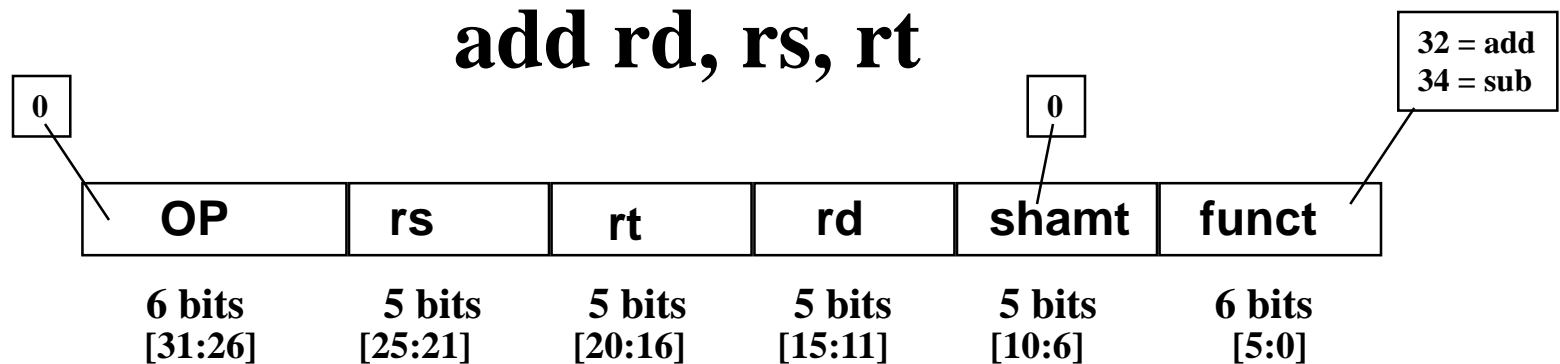 add rd, rs, rt
32 = add
34 = sub
0
0
OP rs rt rd shamt funct
6 bits 5 bits 5 bits 5 bits 5 bits 6 bits
[31:26] [25:21] [20:16] [15:11] [10:6] [5:0]